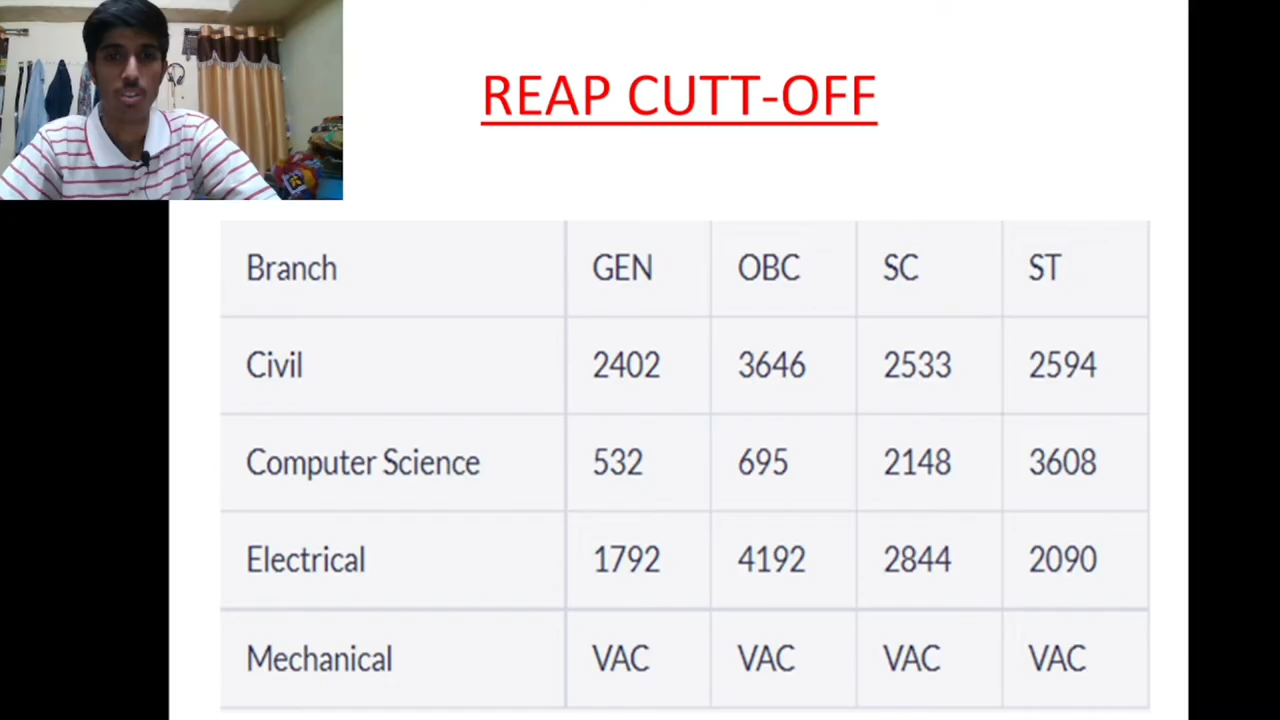 REAP CUTT-OFF
Branch GEN OBC SC ST
Civil 2402 3646 2533 2594
Computer Science 532 695 2148 3608
Electrical 1792 4192 2844 2090
Mechanical VAC VAC VAC VAC